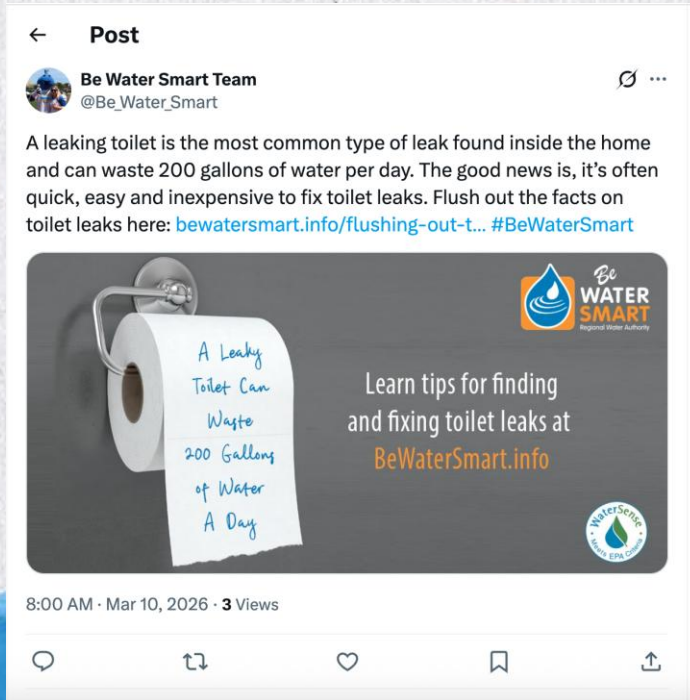 Post
Be Water Smart Team
@Be_Water_Smart
A leaking toilet is the most common type of leak found inside the home
and can waste 200 gallons of water per day. The good news is, it’s often
quick, easy and inexpensive to fix toilet leaks. Flush out the facts on
toilet leaks here: bewatersmart.info/flushing-out-t... #BeWaterSmart
A Leaky
Toilet Can
Waste
200 Gallons
of Water
A Day
Be
WATER
SMART
Regional Water Authority
Learn tips for finding
and fixing toilet leaks at
BeWaterSmart.info
WaterSense
Meets EPA Criteria
8:00 AM · Mar 10, 2026 · 3 Views